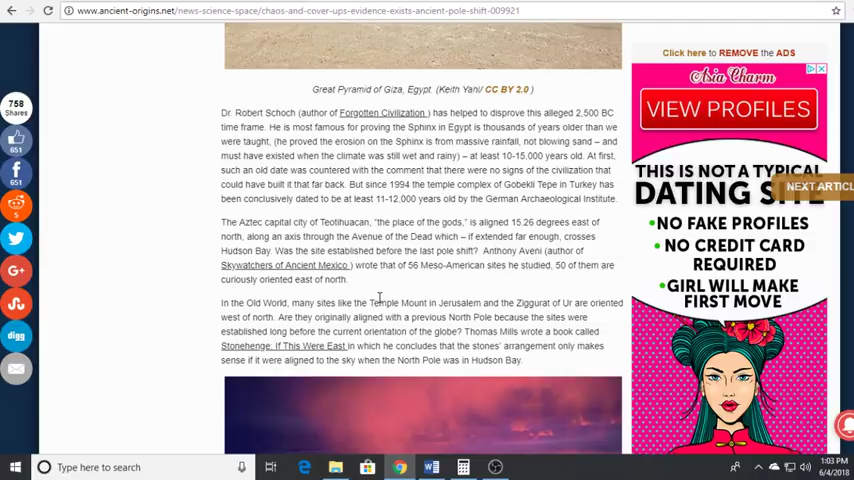 www.ancient-origins.net/news-science-space/chaos-and-cover-ups-evidence-exists-ancient-pole-shift-009921
Click here to REMOVE the ADS
Great Pyramid of Giza, Egypt. (Keith Yahl/ CC BY 2.0 )
758
Shares
651
651
5
digg
Dr. Robert Schoch (author of Forgotten Civilization ) has helped to disprove this alleged 2,500 BC
time frame. He is most famous for proving the Sphinx in Egypt is thousands of years older than we
were taught, (he proved the erosion on the Sphinx is from massive rainfall, not blowing sand – and
must have existed when the climate was still wet and rainy) – at least 10-15,000 years old. At first,
such an old date was countered with the comment that there were no signs of the civilization that
could have built it that far back. But since 1994 the temple complex of Gobekli Tepe in Turkey has
been conclusively dated to be at least 11-12,000 years old by the German Archaeological Institute.
The Aztec capital city of Teotihuacan, “the place of the gods,” is aligned 15.26 degrees east of
north, along an axis through the Avenue of the Dead which – if extended far enough, crosses
Hudson Bay. Was the site established before the last pole shift? Anthony Aveni (author of
Skywatchers of Ancient Mexico ) wrote that of 56 Meso-American sites he studied, 50 of them are
curiously oriented east of north.
In the Old World, many sites like the Temple Mount in Jerusalem and the Ziggurat of Ur are oriented
west of north. Are they originally aligned with a previous North Pole because the sites were
established long before the current orientation of the globe? Thomas Mills wrote a book called
Stonehenge: If This Were East in which he concludes that the stones’ arrangement only makes
sense if it were aligned to the sky when the North Pole was in Hudson Bay.
Asia Charm
VIEW PROFILES
THIS IS NOT A TYPICAL
DATING SITE
NEXT ARTICL
NO FAKE PROFILES
NO CREDIT CARD
REQUIRED
GIRL WILL MAKE
FIRST MOVE
Type here to search
1:03 PM
6/4/2018